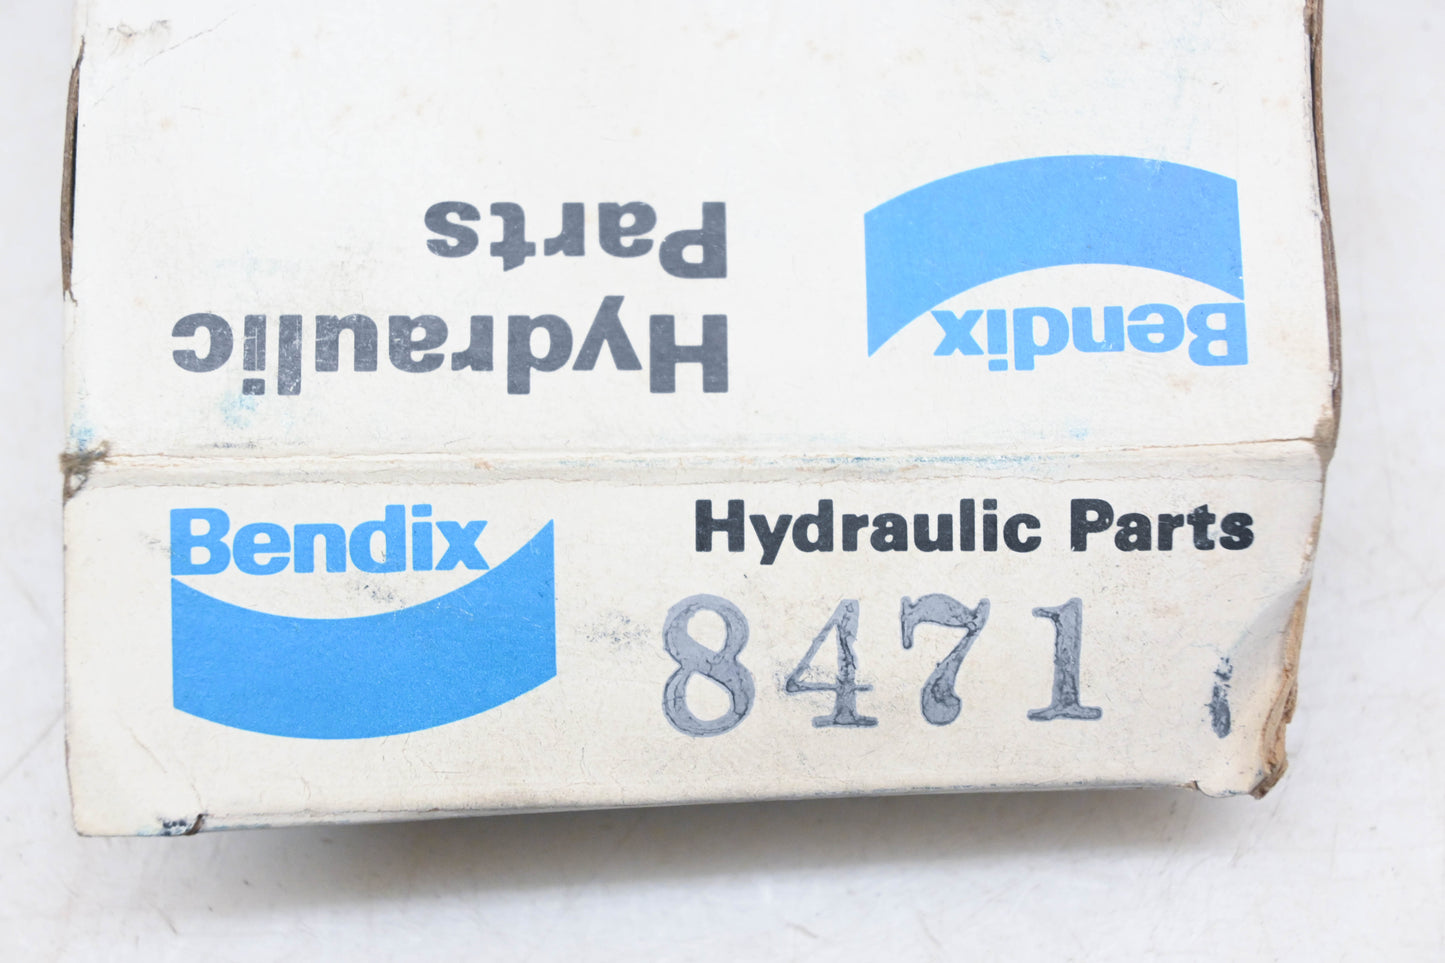 Hydraulic
Parts
Bendix
Bendix
Hydraulic Parts
8471